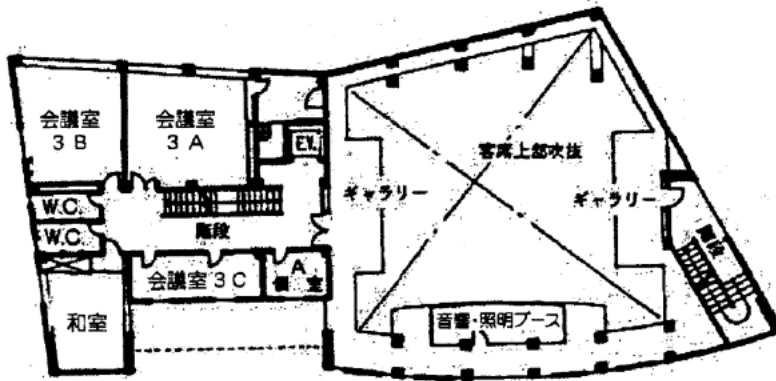 会議室
3B
会議室
3A
EV.
客席上部吹抜
ギャラリー
ギャラリー
W.C.
W.C.
階段
階段
会議室3C
A
和室
音響・照明ブース